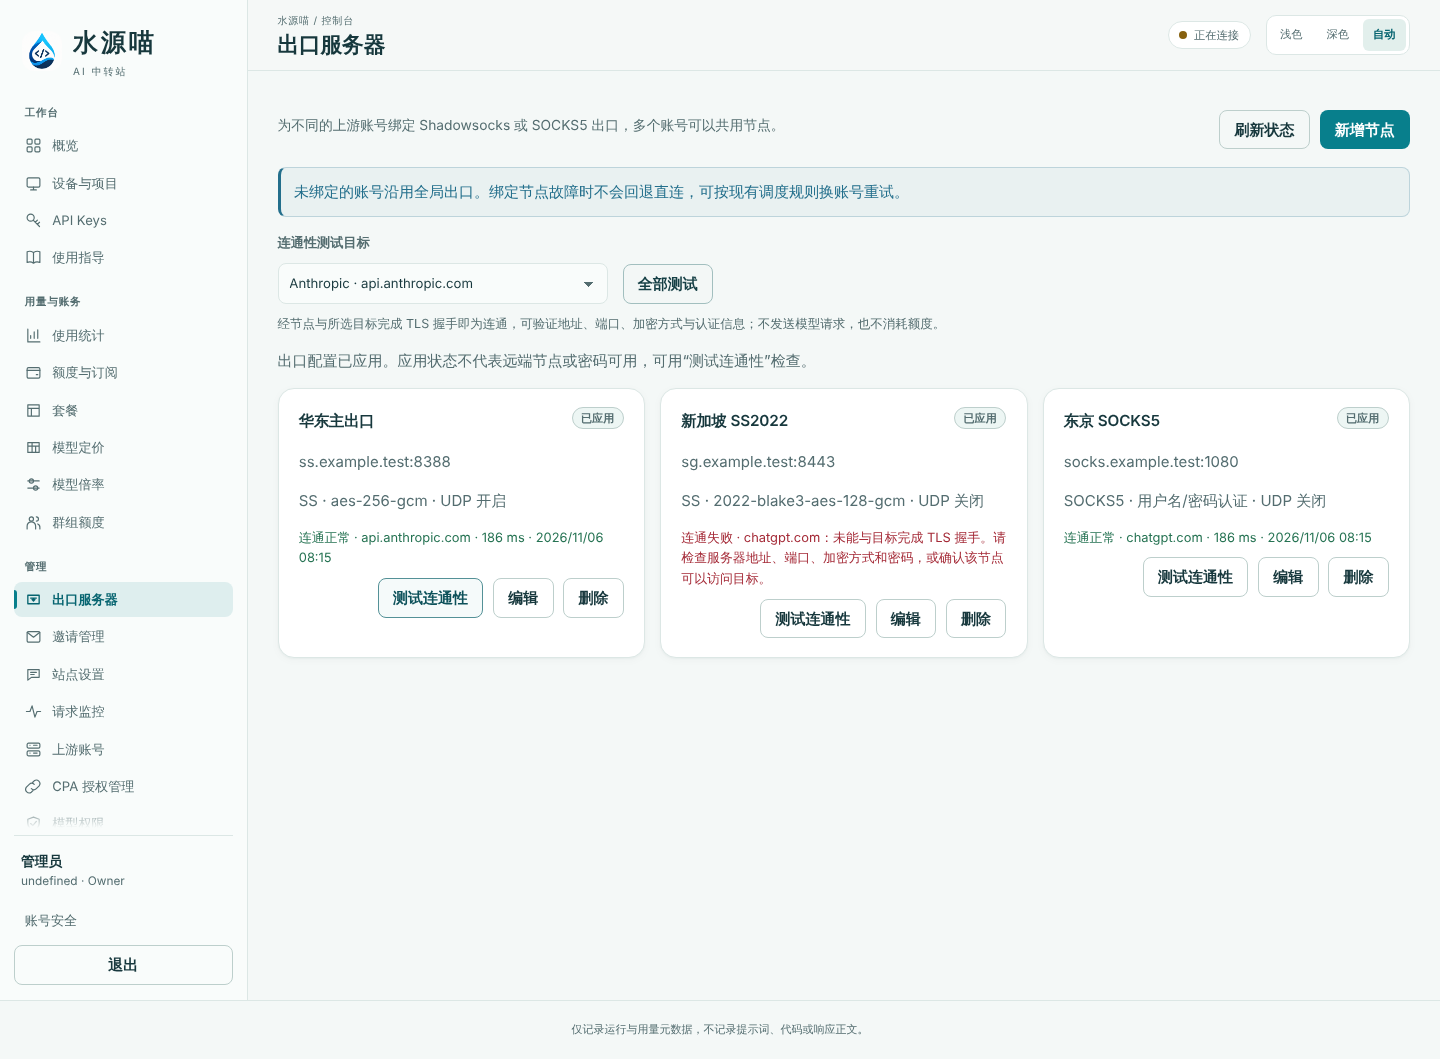 水源喵
AI 中转站
工作台
概览
设备与项目
API Keys
使用指导
用量与账务
使用统计
额度与订阅
套餐
模型定价
模型倍率
群组额度
管理
出口服务器
邀请管理
站点设置
请求监控
上游账号
CPA 授权管理
模型权限
管理员
undefined · Owner
账号安全
退出
水源喵 / 控制台
出口服务器
正在连接
浅色
深色
自动
为不同的上游账号绑定 Shadowsocks 或 SOCKS5 出口，多个账号可以共用节点。
刷新状态
新增节点
未绑定的账号沿用全局出口。绑定节点故障时不会回退直连，可按现有调度规则换账号重试。
连通性测试目标
Anthropic · api.anthropic.com
全部测试
经节点与所选目标完成 TLS 握手即为连通，可验证地址、端口、加密方式与认证信息；不发送模型请求，也不消耗额度。
出口配置已应用。应用状态不代表远端节点或密码可用，可用“测试连通性”检查。
华东主出口
已应用
ss.example.test:8388
SS · aes-256-gcm · UDP 开启
连通正常 · api.anthropic.com · 186 ms · 2026/11/06
08:15
测试连通性
编辑
删除
新加坡 SS2022
已应用
sg.example.test:8443
SS · 2022-blake3-aes-128-gcm · UDP 关闭
连通失败 · chatgpt.com：未能与目标完成 TLS 握手。请
检查服务器地址、端口、加密方式和密码，或确认该节点
可以访问目标。
测试连通性
编辑
删除
东京 SOCKS5
已应用
socks.example.test:1080
SOCKS5 · 用户名/密码认证 · UDP 关闭
连通正常 · chatgpt.com · 186 ms · 2026/11/06 08:15
测试连通性
编辑
删除
仅记录运行与用量元数据，不记录提示词、代码或响应正文。